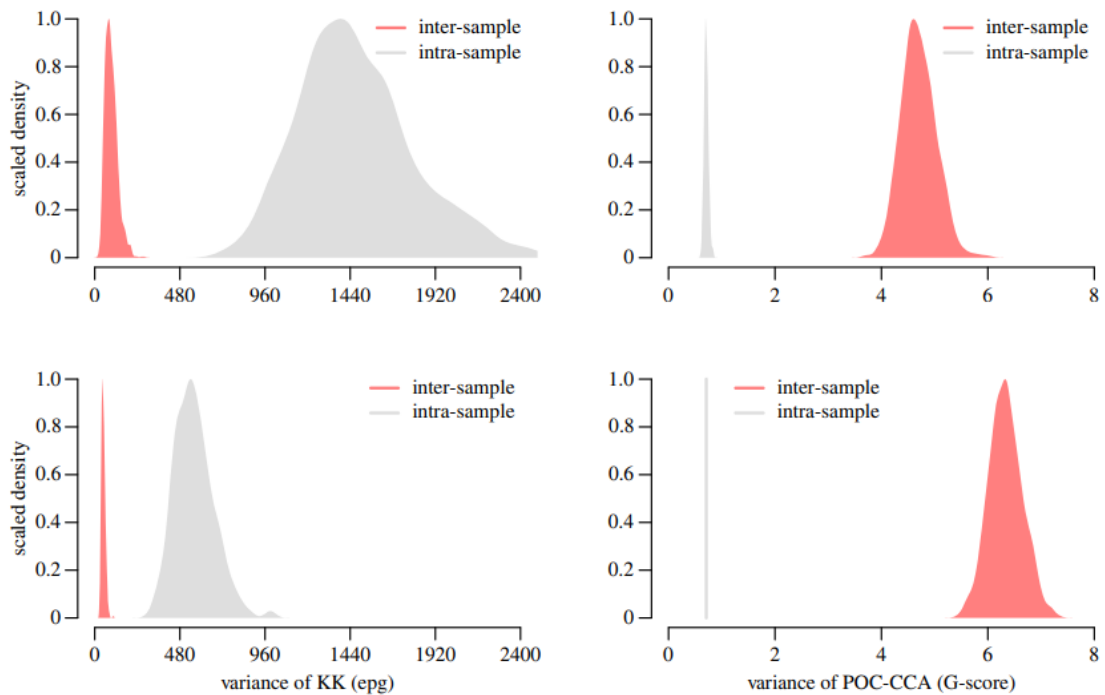 1.0
0.8
0.6
0.4
0.2
0
scaled density
inter-sample
intra-sample
0 480 960 1440 1920 2400
1.0
0.8
0.6
0.4
0.2
0
inter-sample
intra-sample
0 2 4 6 8
1.0
0.8
0.6
0.4
0.2
0
scaled density
inter-sample
intra-sample
0 480 960 1440 1920 2400
variance of KK (epg)
1.0
0.8
0.6
0.4
0.2
0
inter-sample
intra-sample
0 2 4 6 8
variance of POC-CCA (G-score)